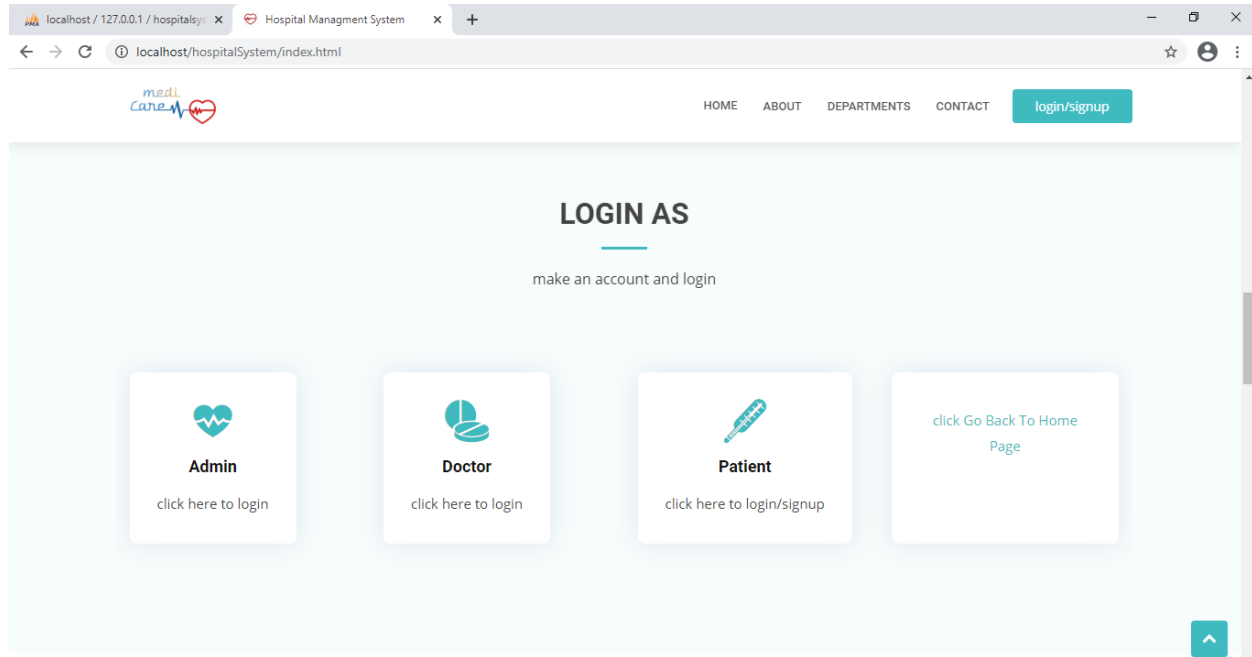 localhost / 127.0.0.1 / hospitalsys
Hospital Managment System
localhost/hospitalSystem/index.html
medi
care
HOME ABOUT DEPARTMENTS CONTACT login/signup
LOGIN AS
make an account and login
Admin
click here to login
Doctor
click here to login
Patient
click here to login/signup
click Go Back To Home
Page